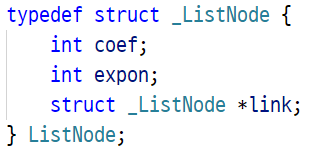 typedef struct _ListNode {
    int coef;
    int expon;
    struct _ListNode *link;
} ListNode;